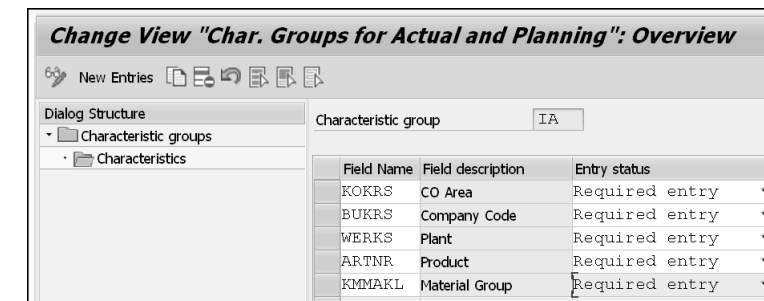 Change View "Char. Groups for Actual and Planning": Overview
New Entries
Dialog Structure
Characteristic groups
Characteristics
Characteristic group IA
Field Name Field description Entry status
KOKRS CO Area Required entry
BUKRS Company Code Required entry
WERKS Plant Required entry
ARTNR Product Required entry
KMMAKL Material Group Required entry